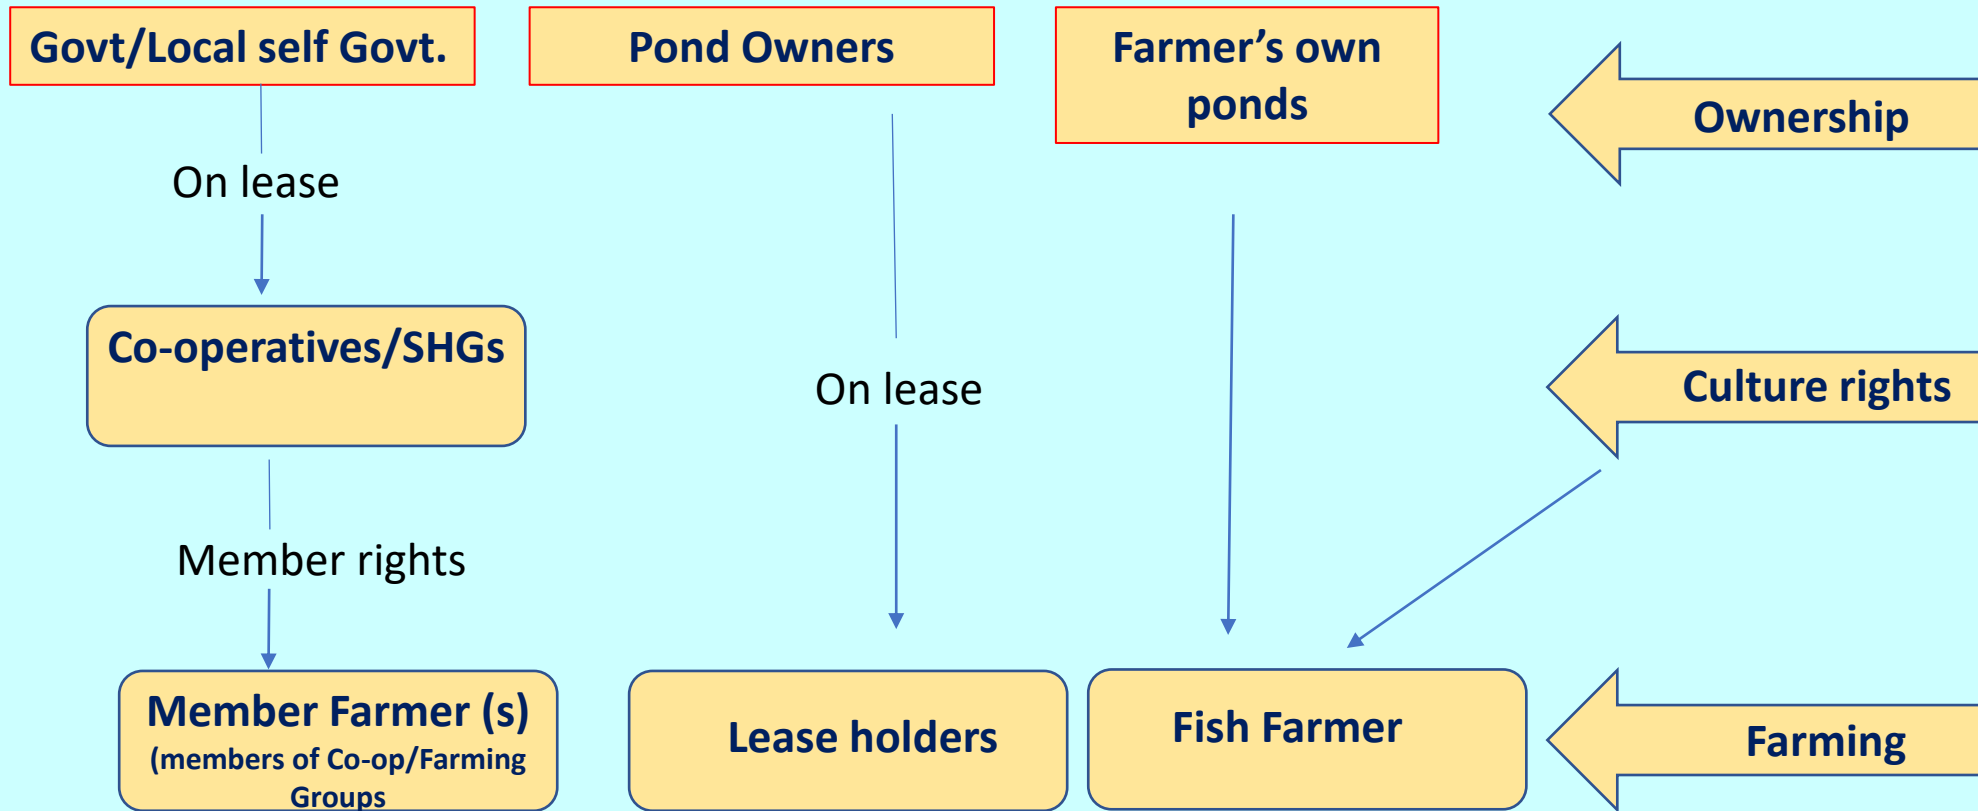 Govt/Local self Govt.
Pond Owners
Farmer’s own
ponds
Ownership
On lease
Co-operatives/SHGs
On lease
Culture rights
Member rights
Member Farmer (s)
(members of Co-op/Farming
Groups
Lease holders
Fish Farmer
Farming